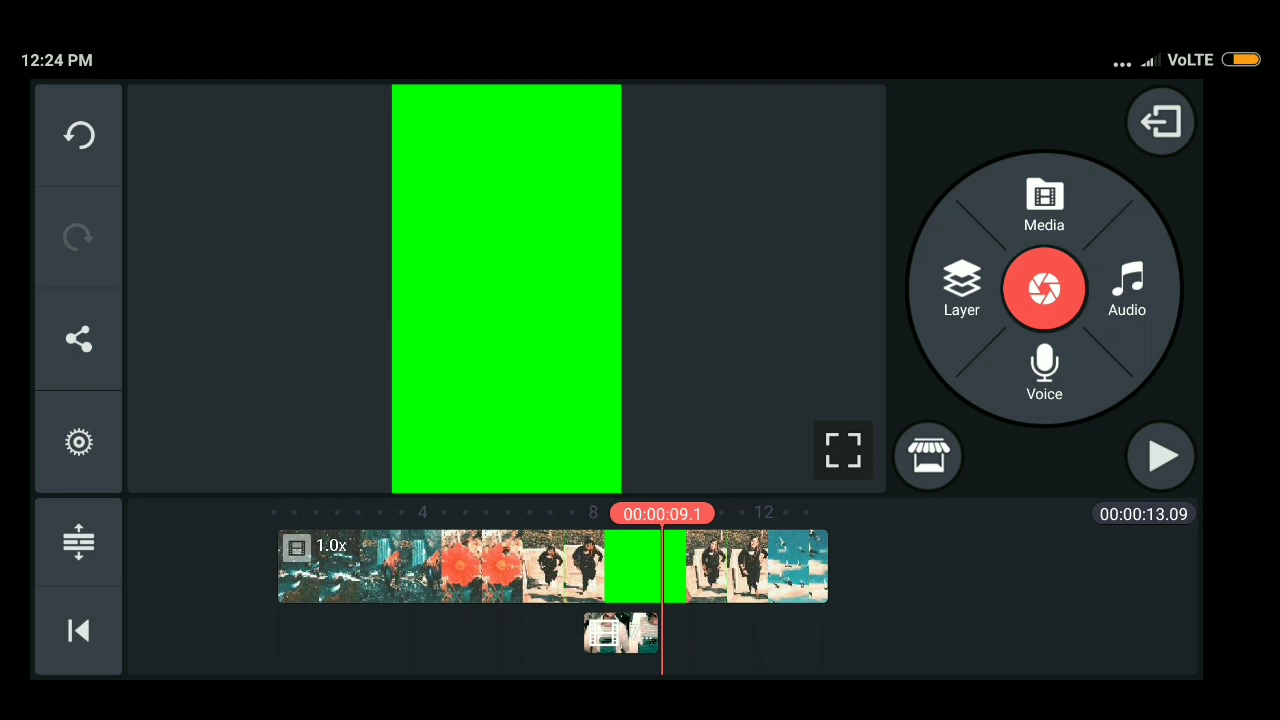 12:24 PM
VoLTE
Media
Layer
Audio
Voice
4
8
00:00:09.1
12
00:00:13.09
1.0x